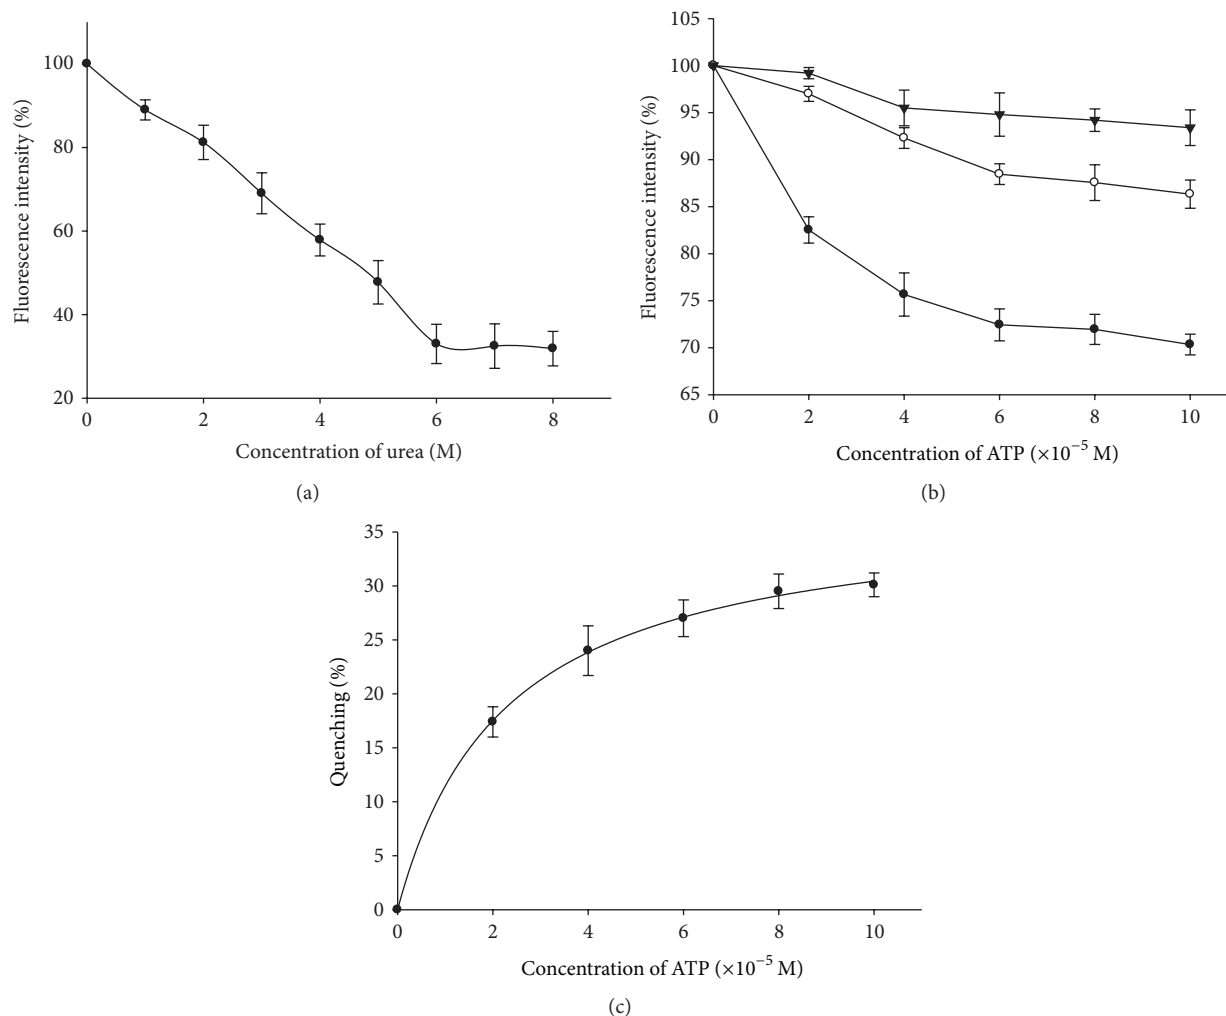 100
80
60
40
20
Fluorescence intensity (%)
0 2 4 6 8
Concentration of urea (M)
(a)
105
100
95
90
85
80
75
70
65
Fluorescence intensity (%)
0 2 4 6 8 10
Concentration of ATP (×10⁻⁵ M)
(b)
35
30
25
20
15
10
5
0
Quenching (%)
0 2 4 6 8 10
Concentration of ATP (×10⁻⁵ M)
(c)